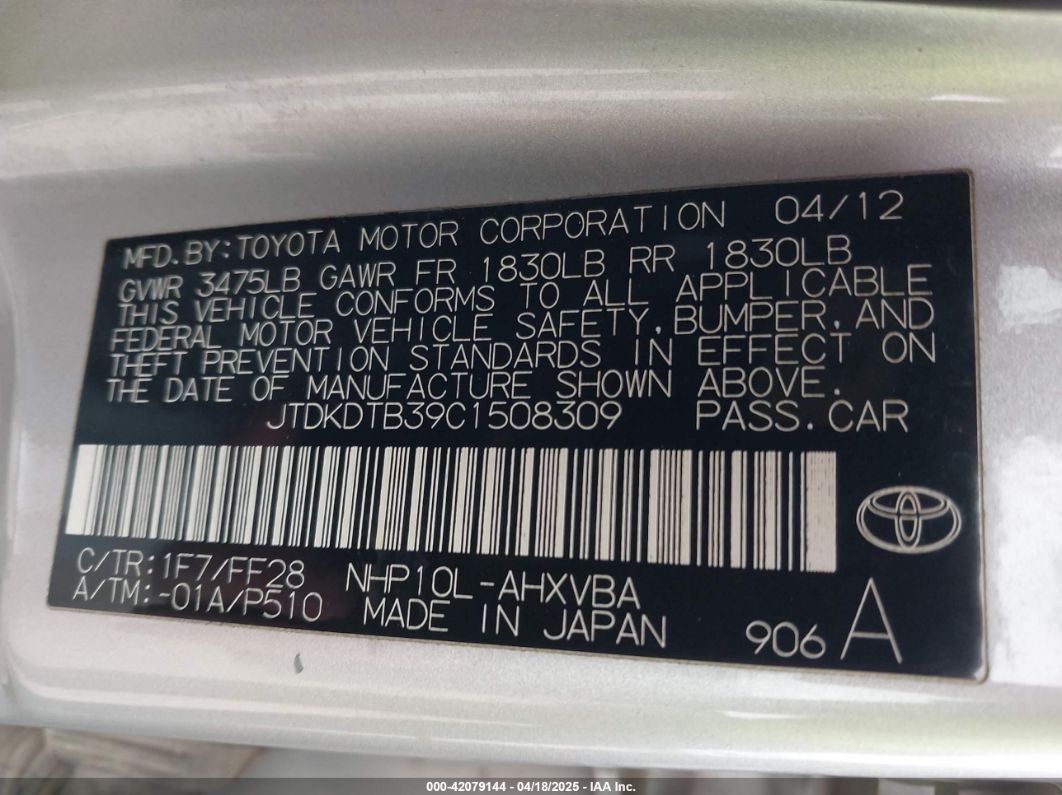 MFD. BY: TOYOTA MOTOR CORPORATION 04/12
GVWR 3475LB GAWR FR 1830LB RR 1830LB
THIS VEHICLE CONFORMS TO ALL APPLICABLE
FEDERAL MOTOR VEHICLE SAFETY, BUMPER, AND
THEFT PREVENTION STANDARDS IN EFFECT ON
THE DATE OF MANUFACTURE SHOWN ABOVE.
JTDKDTB39C1508309 PASS. CAR
C/TR: 1F7/FF28 NHP10L-AHXVBA
A/TM: -01A/P510 MADE IN JAPAN 906 A
000-42079144 - 04/18/2025 - IAA Inc.